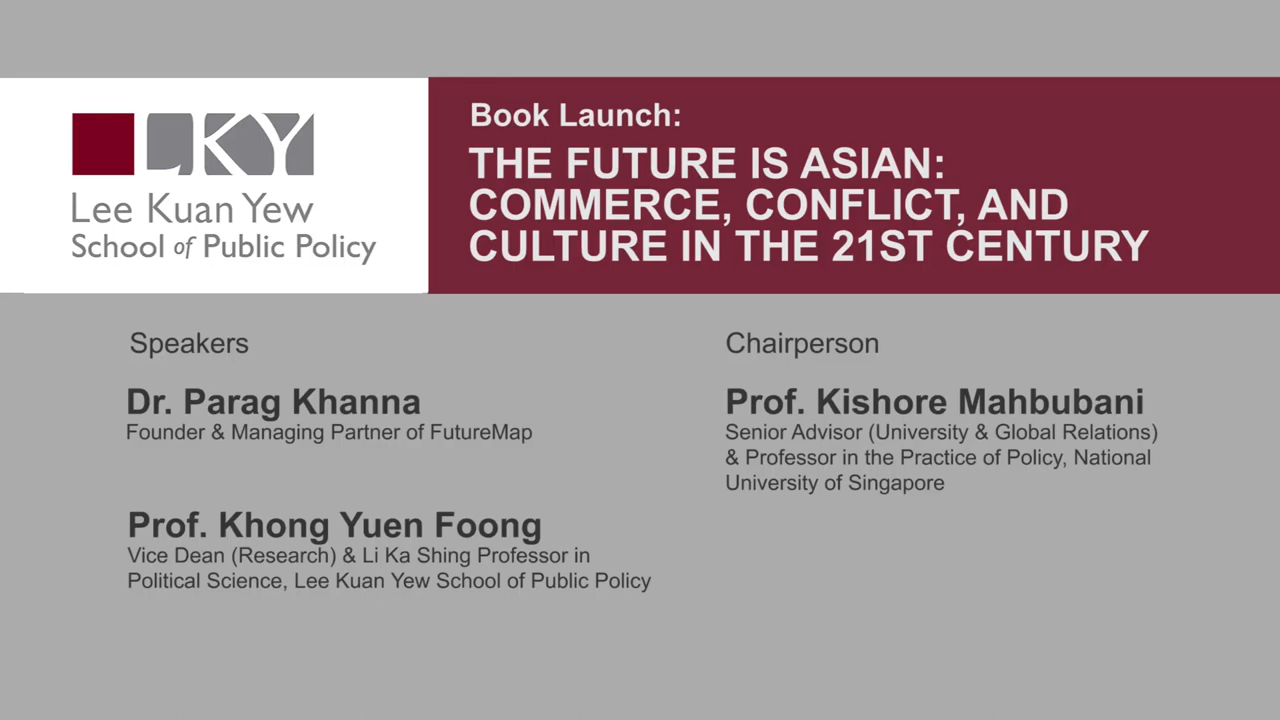 LKY
Lee Kuan Yew
School of Public Policy
Book Launch:
THE FUTURE IS ASIAN:
COMMERCE, CONFLICT, AND
CULTURE IN THE 21ST CENTURY
Speakers
Dr. Parag Khanna
Founder & Managing Partner of FutureMap
Prof. Khong Yuen Foong
Vice Dean (Research) & Li Ka Shing Professor in
Political Science, Lee Kuan Yew School of Public Policy
Chairperson
Prof. Kishore Mahbubani
Senior Advisor (University & Global Relations)
& Professor in the Practice of Policy, National
University of Singapore